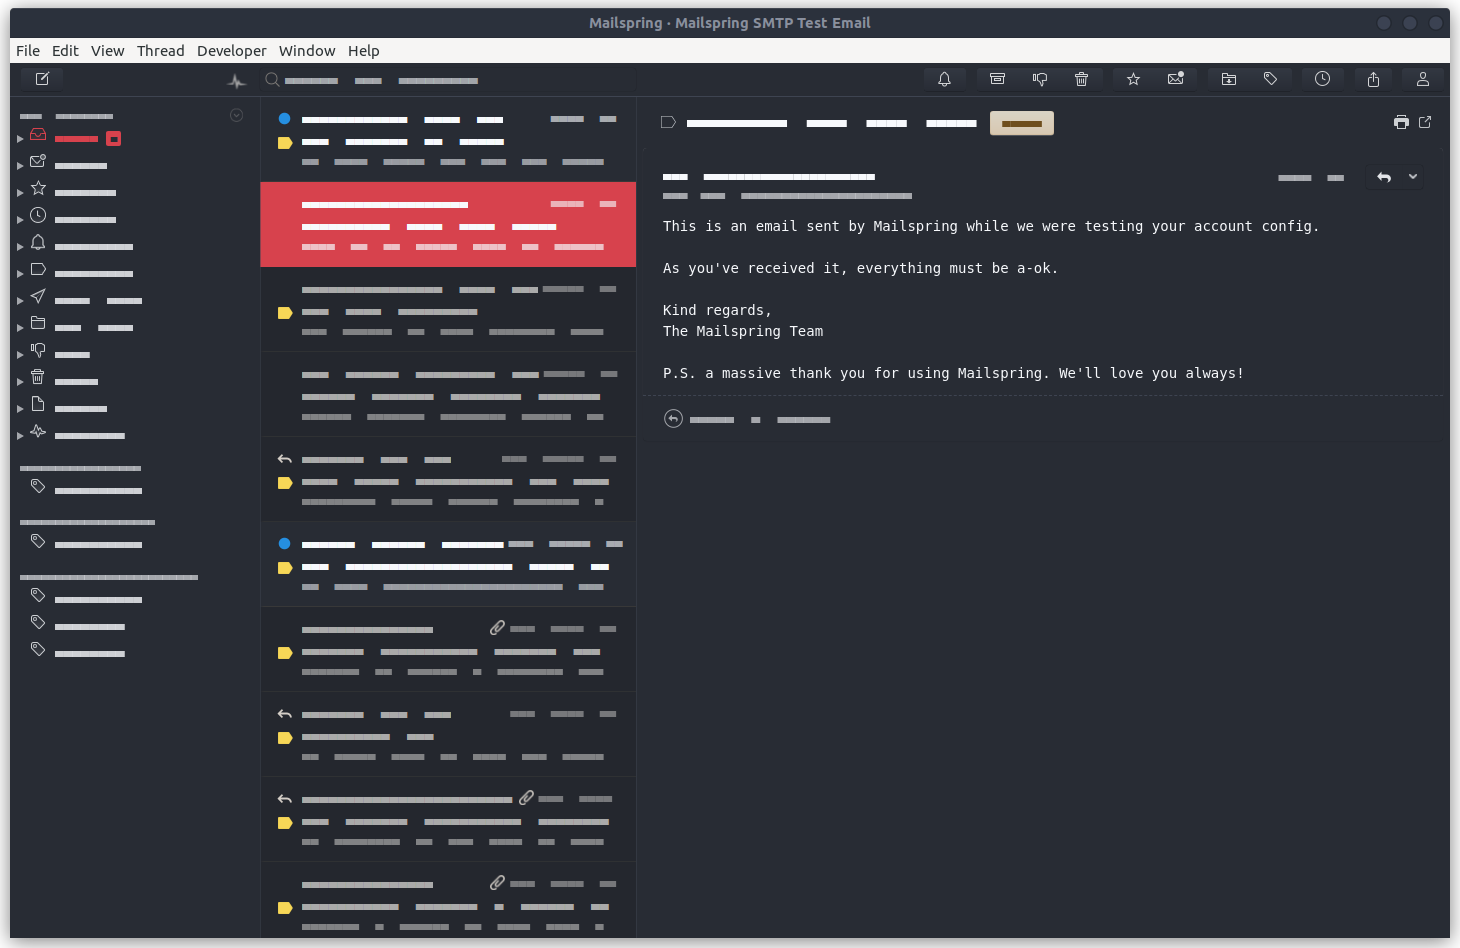 Mailspring · Mailspring SMTP Test Email
File Edit View Thread Developer Window Help
This is an email sent by Mailspring while we were testing your account config.
As you've received it, everything must be a-ok.
Kind regards,
The Mailspring Team
P.S. a massive thank you for using Mailspring. We'll love you always!